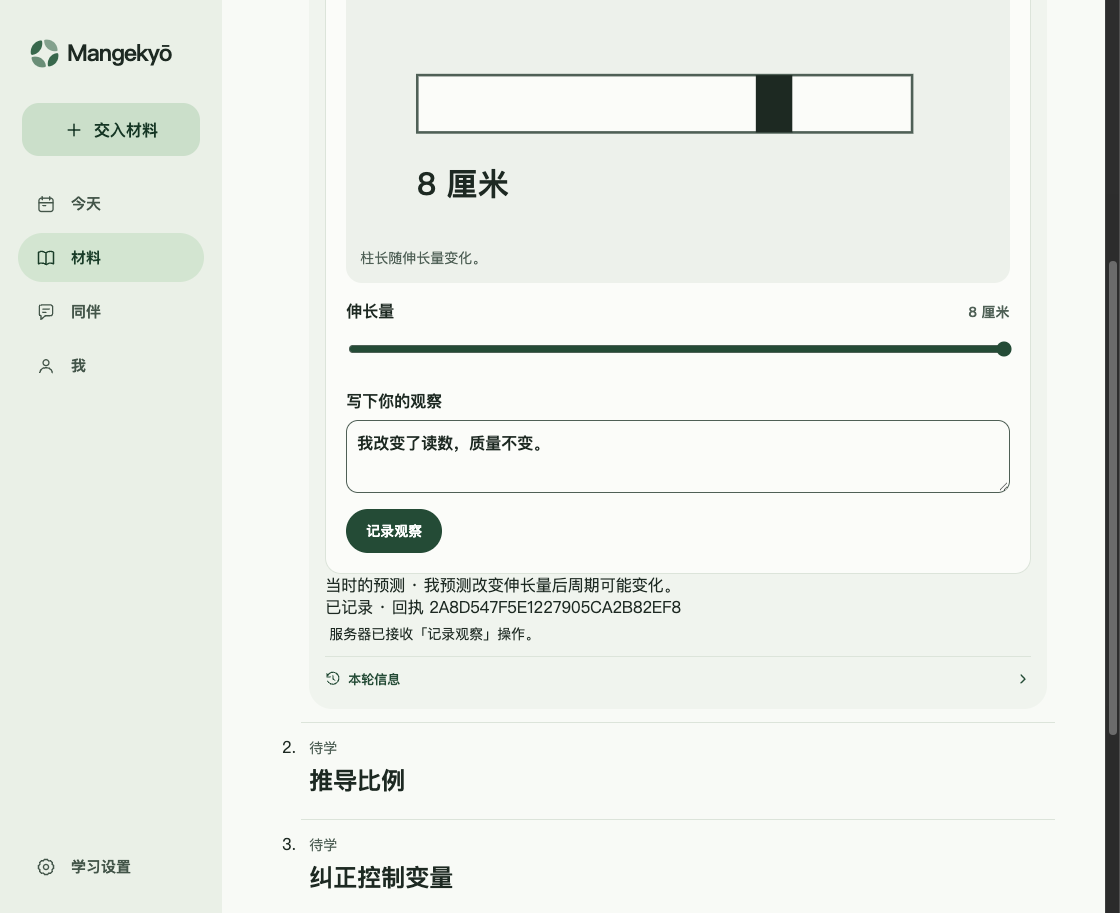 Mangekyō
交入材料
今天
材料
同伴
我
学习设置
8 厘米
柱长随伸长量变化。
伸长量
8 厘米
写下你的观察
我改变了读数，质量不变。
记录观察
当时的预测 · 我预测改变伸长量后周期可能变化。
已记录 · 回执 2A8D547F5E1227905CA2B82EF8
服务器已接收「记录观察」操作。
本轮信息
2. 待学
推导比例
3. 待学
纠正控制变量